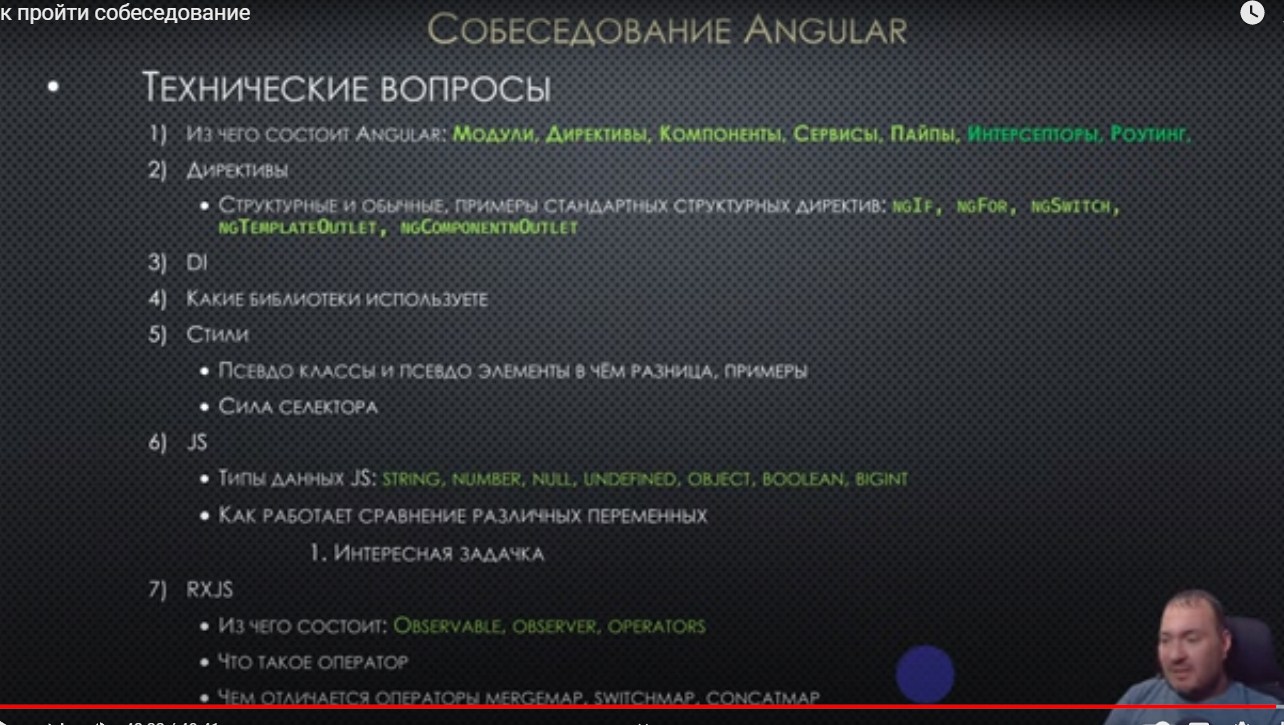 к пройти собеседование
Собеседование Angular
• Технические вопросы
1) Из чего состоит Angular: Модули, Директивы, Компоненты, Сервисы, Пайпы, Интерсепторы, Роутинг,
2) Директивы
• Структурные и обычные, примеры стандартных структурных директив: ngIf, ngFor, ngSwitch,
ngTemplateOutlet, ngComponentnOutlet
3) DI
4) Какие библиотеки используете
5) Стили
• Псевдо классы и псевдо элементы в чём разница, примеры
• Сила селектора
6) JS
• Типы данных JS: string, number, null, undefined, object, boolean, bigint
• Как работает сравнение различных переменных
1. Интересная задачка
7) RXJS
• Из чего состоит: Observable, observer, operators
• Что такое оператор
• Чем отличается операторы mergemap, switchmap, concatmap